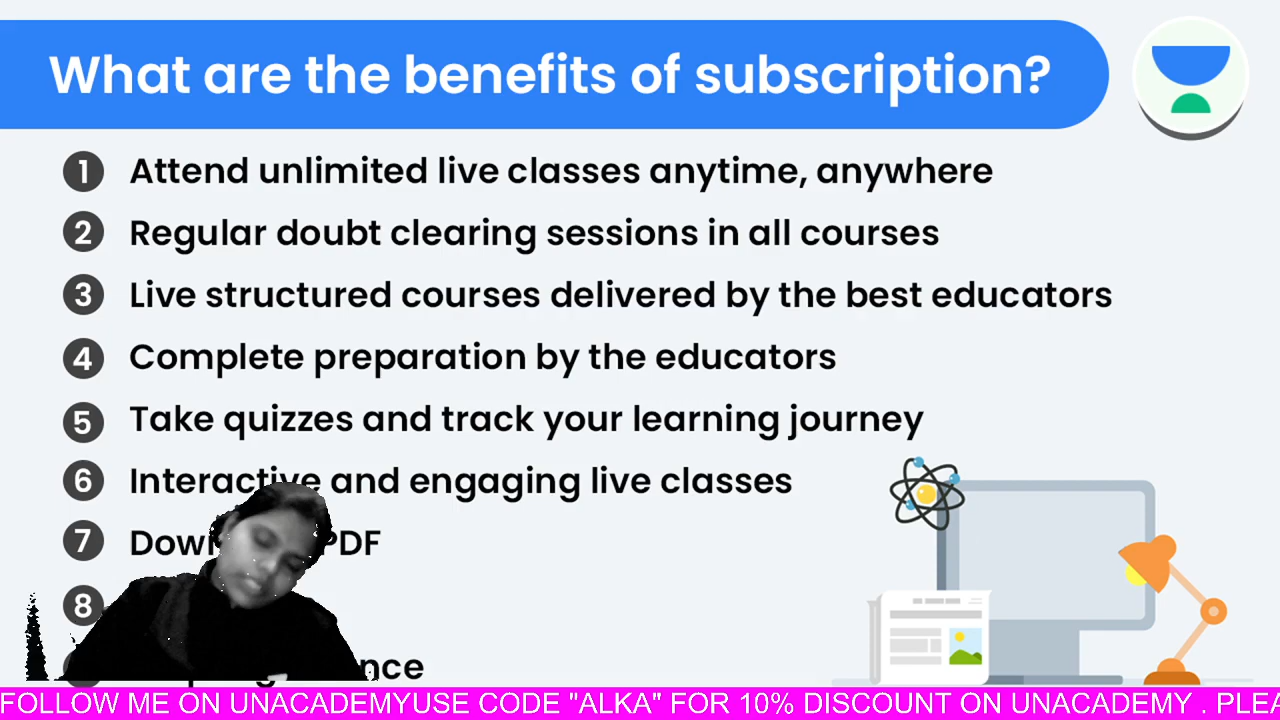 What are the benefits of subscription?
1 Attend unlimited live classes anytime, anywhere
2 Regular doubt clearing sessions in all courses
3 Live structured courses delivered by the best educators
4 Complete preparation by the educators
5 Take quizzes and track your learning journey
6 Interactive and engaging live classes
7 PDF
8
FOLLOW ME ON UNACADEMYUSE CODE "ALKA" FOR 10% DISCOUNT ON UNACADEMY .